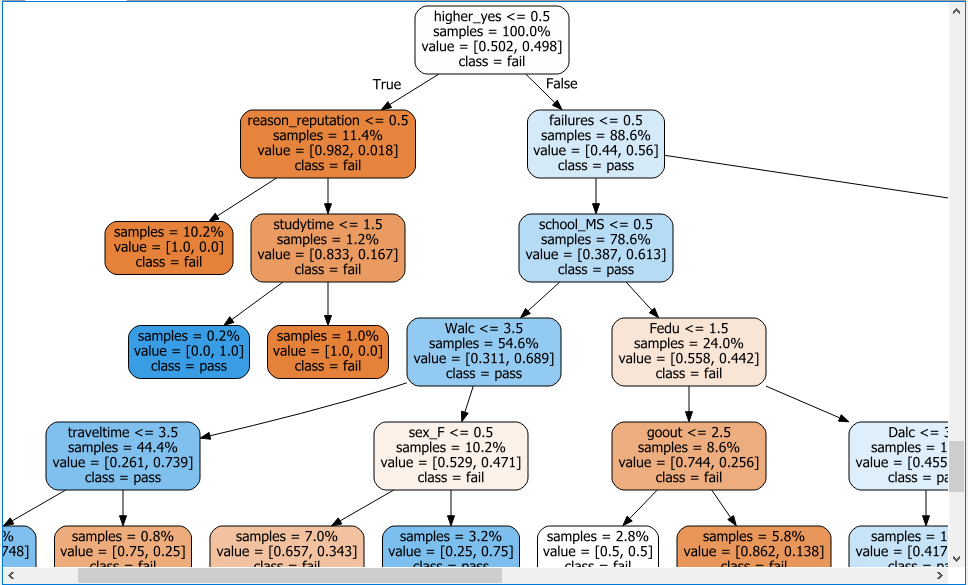 higher_yes <= 0.5
samples = 100.0%
value = [0.502, 0.498]
class = fail
True
False
reason_reputation <= 0.5
samples = 11.4%
value = [0.982, 0.018]
class = fail
failures <= 0.5
samples = 88.6%
value = [0.44, 0.56]
class = pass
samples = 10.2%
value = [1.0, 0.0]
class = fail
studytime <= 1.5
samples = 1.2%
value = [0.833, 0.167]
class = fail
school_MS <= 0.5
samples = 78.6%
value = [0.387, 0.613]
class = pass
samples = 0.2%
value = [0.0, 1.0]
class = pass
samples = 1.0%
value = [1.0, 0.0]
class = fail
Walc <= 3.5
samples = 54.6%
value = [0.311, 0.689]
class = pass
Fedu <= 1.5
samples = 24.0%
value = [0.558, 0.442]
class = fail
traveltime <= 3.5
samples = 44.4%
value = [0.261, 0.739]
class = pass
sex_F <= 0.5
samples = 10.2%
value = [0.529, 0.471]
class = fail
goout <= 2.5
samples = 8.6%
value = [0.744, 0.256]
class = fail
Dalc <= 3
samples = 1
value = [0.455
class = pa
%
748]
samples = 0.8%
value = [0.75, 0.25]
class = fail
samples = 7.0%
value = [0.657, 0.343]
class = fail
samples = 3.2%
value = [0.25, 0.75]
class = pass
samples = 2.8%
value = [0.5, 0.5]
class = fail
samples = 5.8%
value = [0.862, 0.138]
class = fail
samples = 1
value = [0.417
class = pa